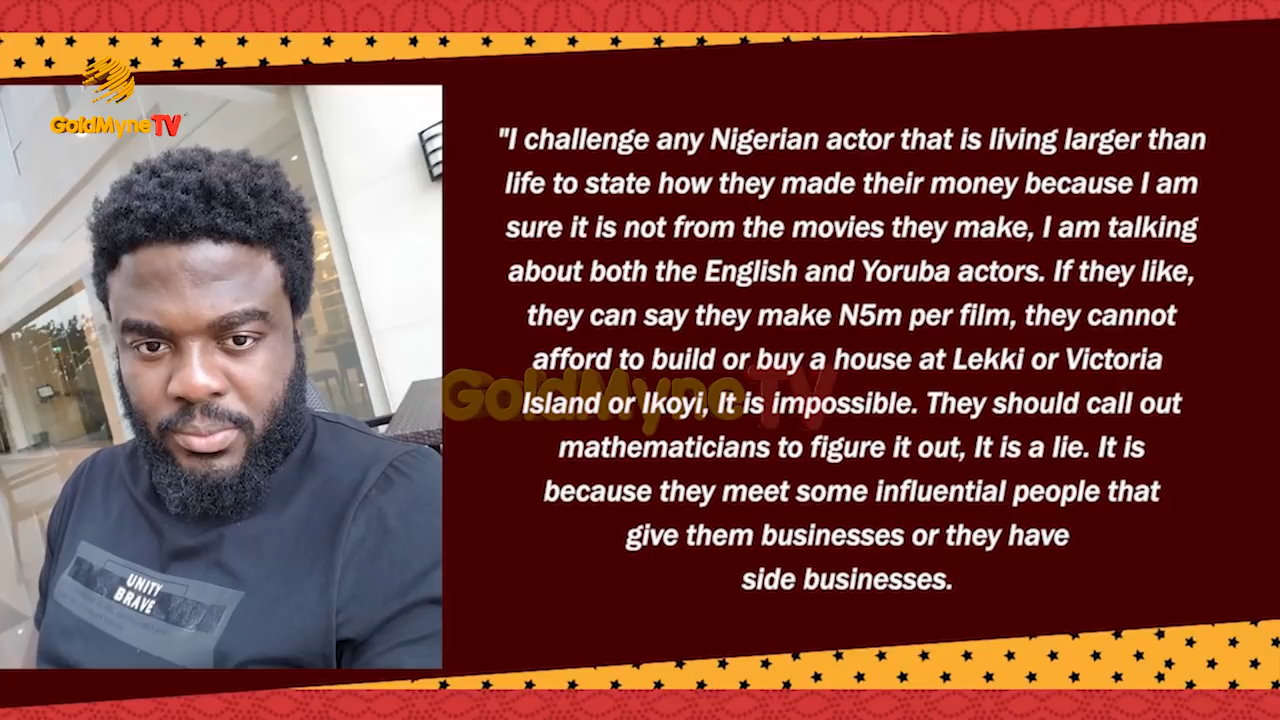 GoldMyneTV
"I challenge any Nigerian actor that is living larger than
life to state how they made their money because I am
sure it is not from the movies they make, I am talking
about both the English and Yoruba actors. If they like,
they can say they make N5m per film, they cannot
afford to build or buy a house at Lekki or Victoria
Island or Ikoyi, It is impossible. They should call out
mathematicians to figure it out, It is a lie. It is
because they meet some influential people that
give them businesses or they have
side businesses.
GoldMyneTV
UNITY
BRAVE